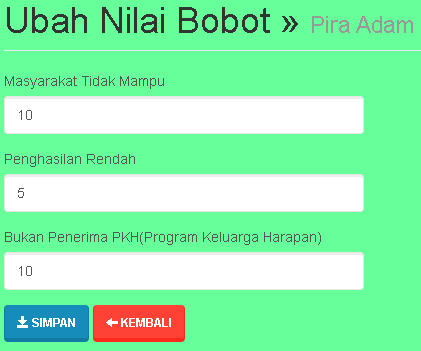 Ubah Nilai Bobot » Pira Adam
Masyarakat Tidak Mampu
10
Penghasilan Rendah
5
Bukan Penerima PKH(Program Keluarga Harapan)
10
SIMPAN KEMBALI